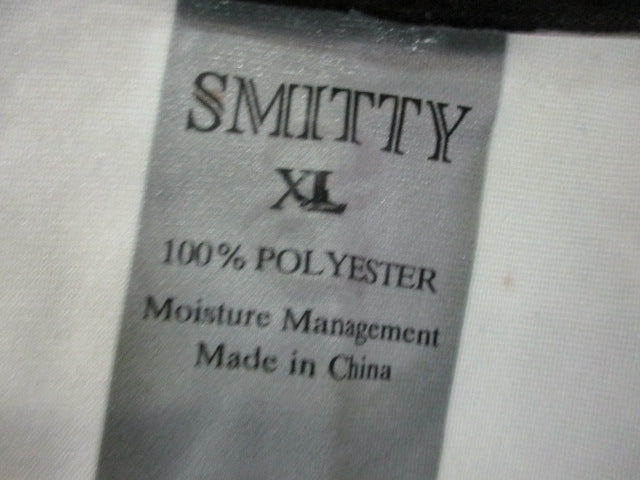 SMITTY
XL
100% POLYESTER
Moisture Management
Made in China